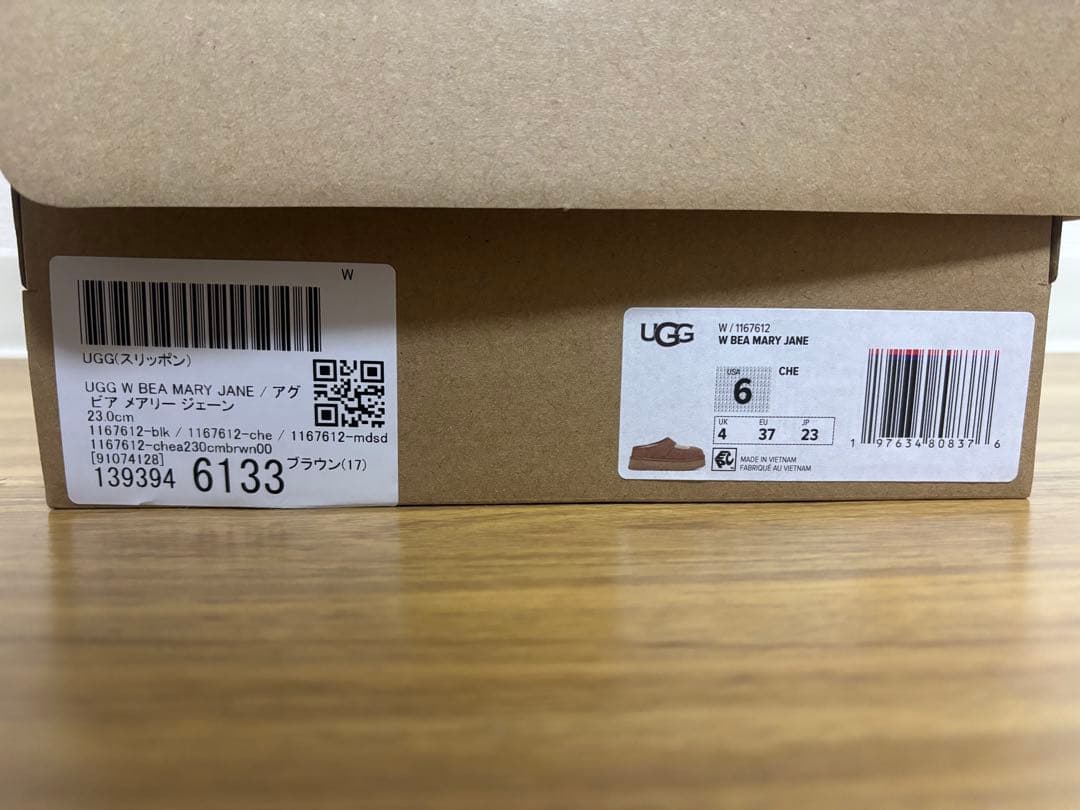 W
UGG(スリッポン)
UGG W BEA MARY JANE / アグ
ビア メアリー ジェーン
23.0cm
1167612-blk / 1167612-che / 1167612-mdsd
1167612-chea230cmbrwn00
[91074128]
ブラウン(17)
139394 6133
UGG
W / 1167612
W BEA MARY JANE
USA
6
CHE
UK EU JP
4 37 23
MADE IN VIETNAM
FABRIQUÉ AU VIETNAM
1 97634 80837 6